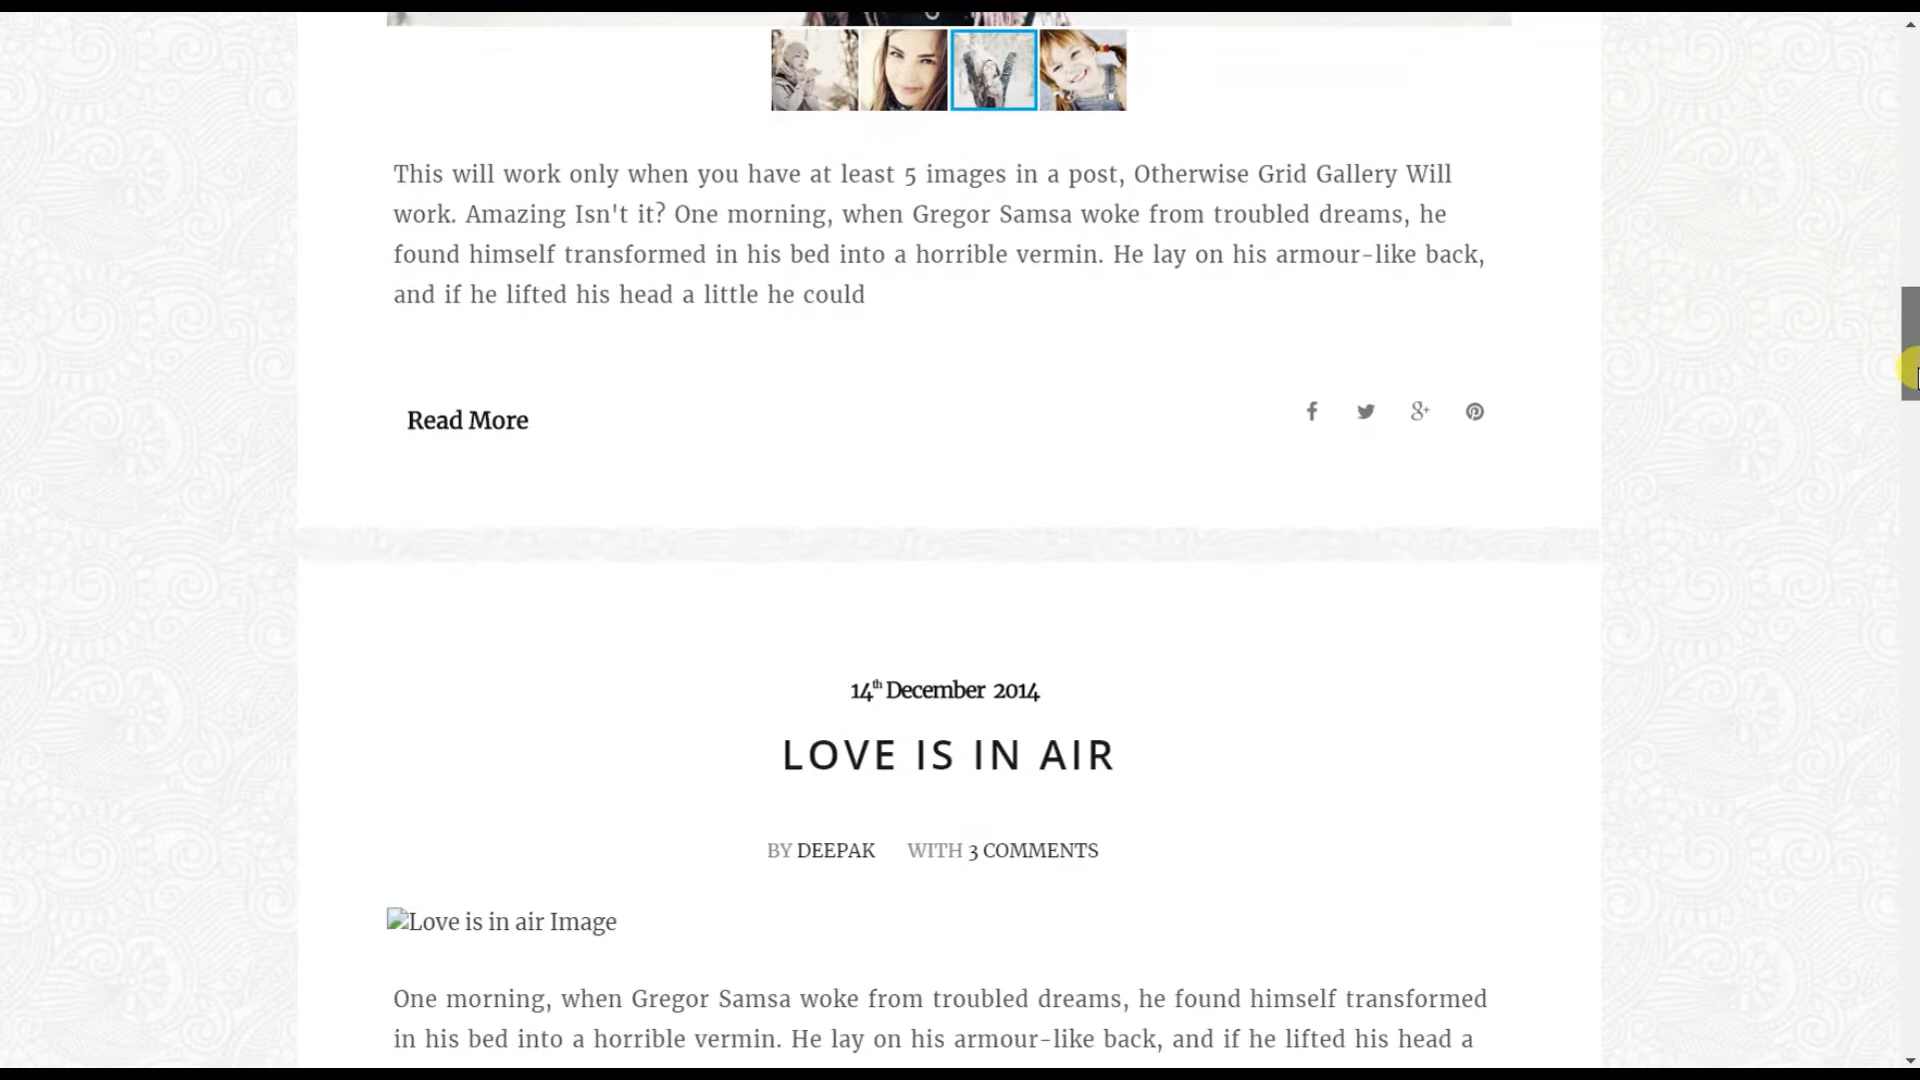 This will work only when you have at least 5 images in a post, Otherwise Grid Gallery Will
work. Amazing Isn't it? One morning, when Gregor Samsa woke from troubled dreams, he
found himself transformed in his bed into a horrible vermin. He lay on his armour-like back,
and if he lifted his head a little he could
Read More
14th December 2014
LOVE IS IN AIR
BY DEEPAK WITH 3 COMMENTS
Love is in air Image
One morning, when Gregor Samsa woke from troubled dreams, he found himself transformed
in his bed into a horrible vermin. He lay on his armour-like back, and if he lifted his head a